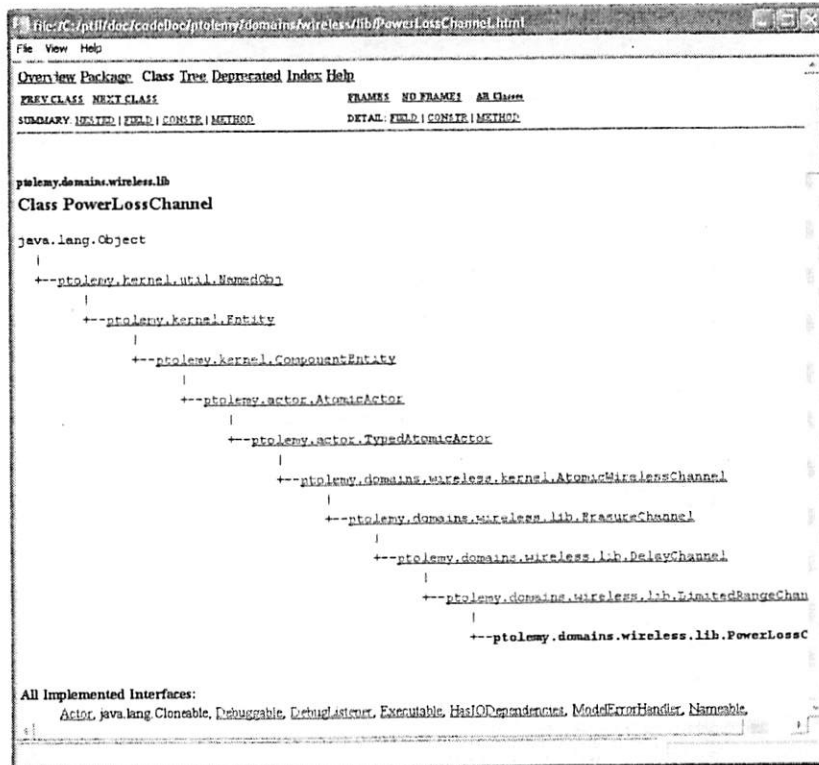 file:/C:/ptII/doc/codeDoc/ptolemy/domains/wireless/lib/PowerLossChannel.html
File View Help
Overview Package Class Tree Deprecated Index Help
PREV CLASS NEXT CLASS FRAMES NO FRAMES All Classes
SUMMARY: NESTED | FIELD | CONSTR | METHOD DETAIL: FIELD | CONSTR | METHOD
ptolemy.domains.wireless.lib
Class PowerLossChannel
java.lang.Object
|
+--ptolemy.kernel.util.NamedObj
|
+--ptolemy.kernel.Entity
|
+--ptolemy.kernel.ComponentEntity
|
+--ptolemy.actor.AtomicActor
|
+--ptolemy.actor.TypedAtomicActor
|
+--ptolemy.domains.wireless.kernel.AtomicWirelessChannel
|
+--ptolemy.domains.wireless.lib.ErasureChannel
|
+--ptolemy.domains.wireless.lib.DelayChannel
|
+--ptolemy.domains.wireless.lib.LimitedRangeChan
|
+--ptolemy.domains.wireless.lib.PowerLossC
All Implemented Interfaces:
Actor, java.lang.Cloneable, Debuggable, DebugListener, Executable, HasIODependencies, ModelErrorHandler, Nameable,